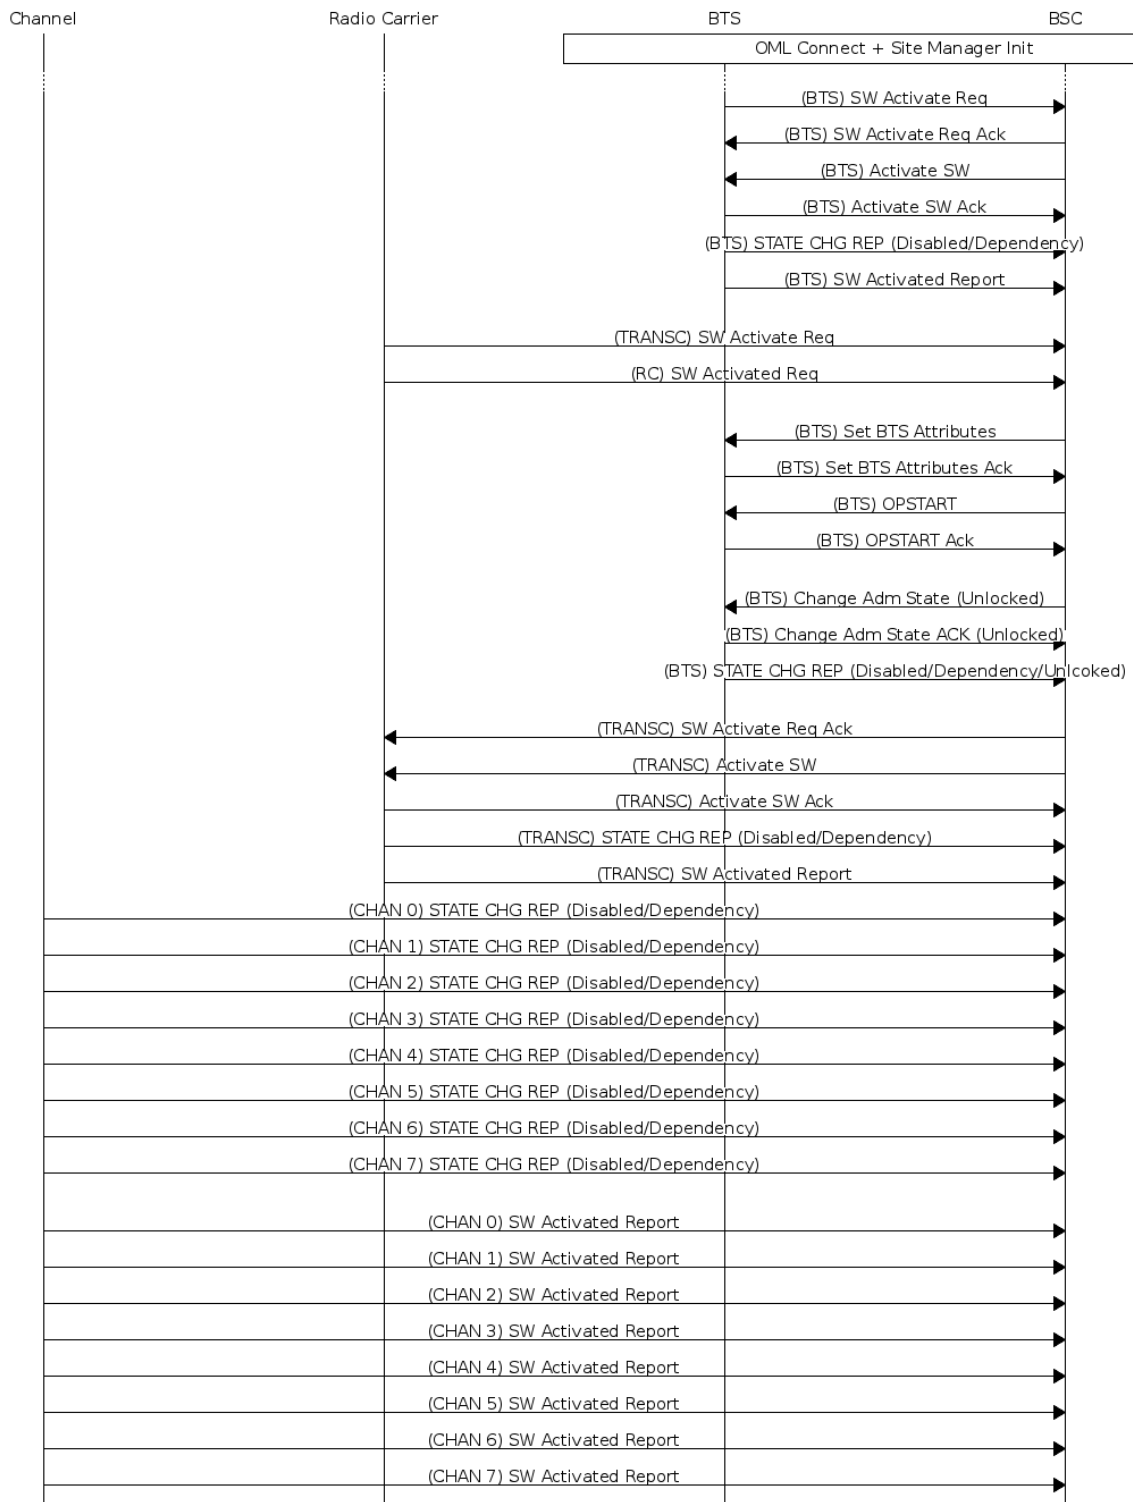 Channel Radio Carrier BTS BSC
OML Connect + Site Manager Init
(BTS) SW Activate Req
(BTS) SW Activate Req Ack
(BTS) Activate SW
(BTS) Activate SW Ack
(BTS) STATE CHG REP (Disabled/Dependency)
(BTS) SW Activated Report
(TRANSC) SW Activate Req
(RC) SW Activated Req
(BTS) Set BTS Attributes
(BTS) Set BTS Attributes Ack
(BTS) OPSTART
(BTS) OPSTART Ack
(BTS) Change Adm State (Unlocked)
(BTS) Change Adm State ACK (Unlocked)
(BTS) STATE CHG REP (Disabled/Dependency/Unlcoked)
(TRANSC) SW Activate Req Ack
(TRANSC) Activate SW
(TRANSC) Activate SW Ack
(TRANSC) STATE CHG REP (Disabled/Dependency)
(TRANSC) SW Activated Report
(CHAN 0) STATE CHG REP (Disabled/Dependency)
(CHAN 1) STATE CHG REP (Disabled/Dependency)
(CHAN 2) STATE CHG REP (Disabled/Dependency)
(CHAN 3) STATE CHG REP (Disabled/Dependency)
(CHAN 4) STATE CHG REP (Disabled/Dependency)
(CHAN 5) STATE CHG REP (Disabled/Dependency)
(CHAN 6) STATE CHG REP (Disabled/Dependency)
(CHAN 7) STATE CHG REP (Disabled/Dependency)
(CHAN 0) SW Activated Report
(CHAN 1) SW Activated Report
(CHAN 2) SW Activated Report
(CHAN 3) SW Activated Report
(CHAN 4) SW Activated Report
(CHAN 5) SW Activated Report
(CHAN 6) SW Activated Report
(CHAN 7) SW Activated Report